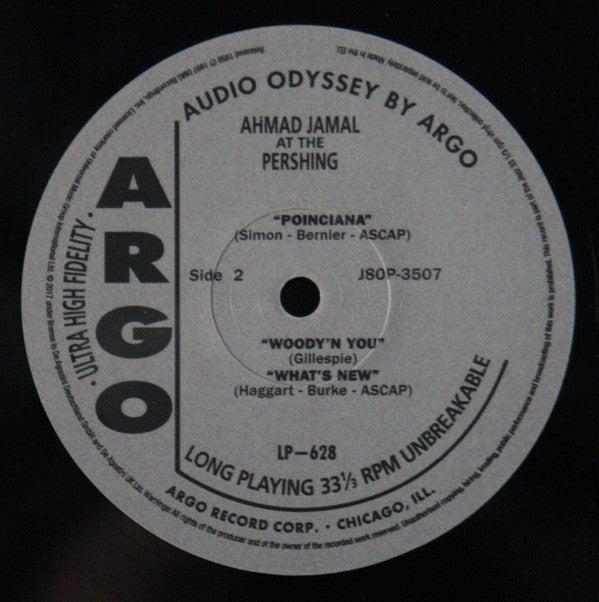 AUDIO ODYSSEY BY ARGO
AHMAD JAMAL
AT THE
PERSHING
ARGO
· ULTRA HIGH FIDELITY ·
"POINCIANA"
(Simon - Bernier - ASCAP)
Side 2
JSOP-3507
"WOODY'N YOU"
(Gillespie)
"WHAT'S NEW"
(Haggart - Burke - ASCAP)
LP—628
LONG PLAYING 33⅓ RPM UNBREAKABLE
ARGO RECORD CORP. · CHICAGO, ILL.